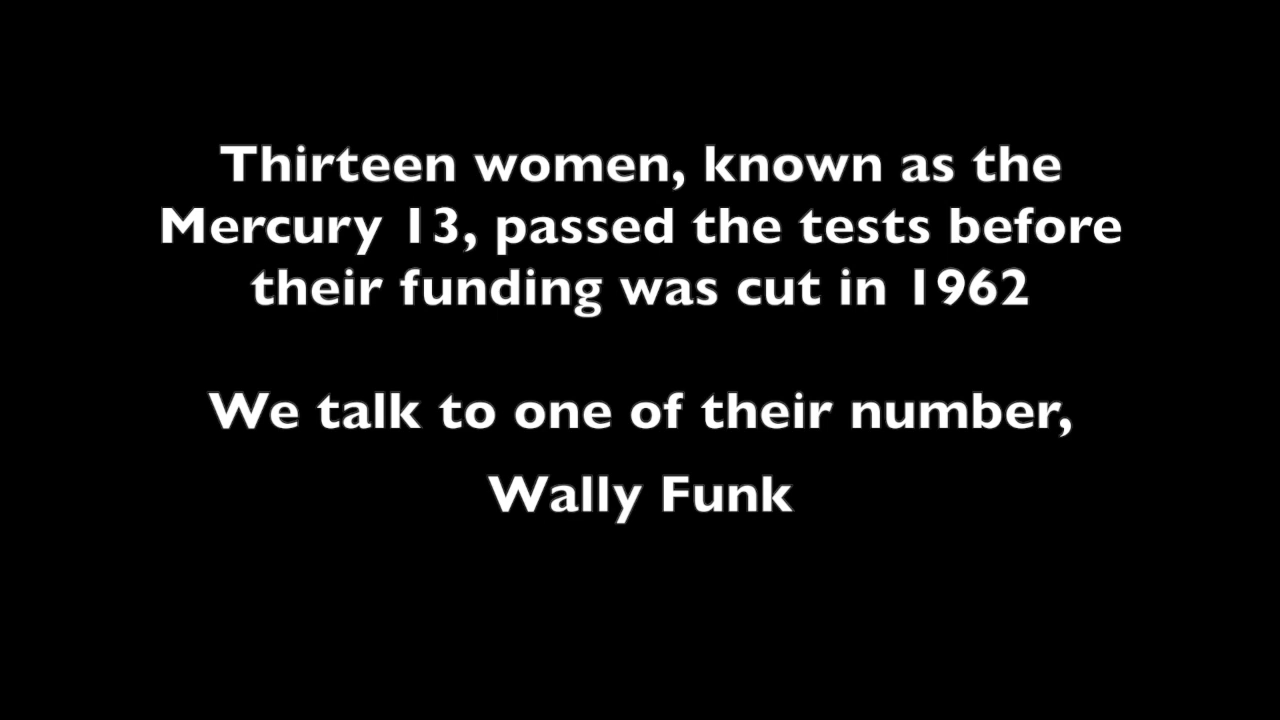 Thirteen women, known as the
Mercury 13, passed the tests before
their funding was cut in 1962
We talk to one of their number,
Wally Funk